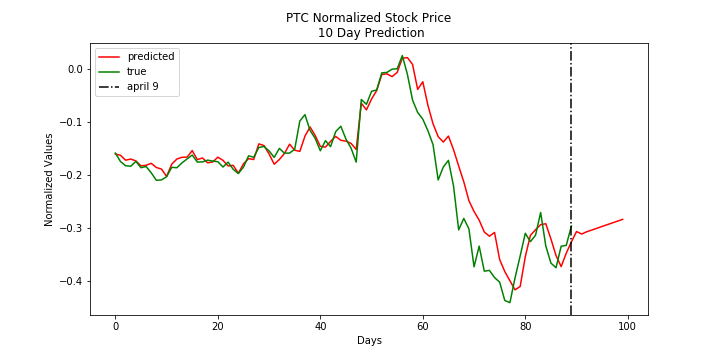 PTC Normalized Stock Price
10 Day Prediction
predicted
true
april 9
Normalized Values
0.0
−0.1
−0.2
−0.3
−0.4
0
20
40
60
80
100
Days